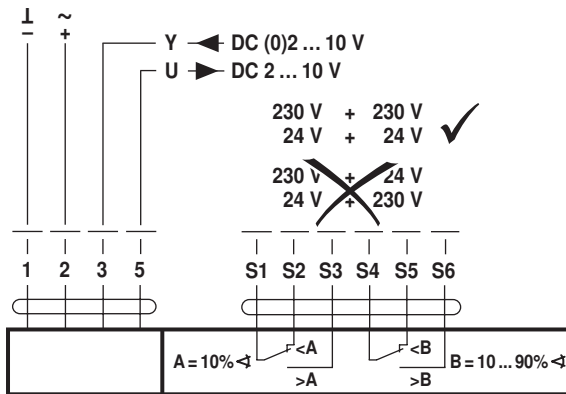 ⊥ ~
– +
Y DC (0)2 ... 10 V
U DC 2 ... 10 V
230 V + 230 V
24 V + 24 V
230 V + 24 V
24 V + 230 V
1 2 3 5 S1 S2 S3 S4 S5 S6
A = 10% ∢ <A <B B = 10 ... 90% ∢
>A >B